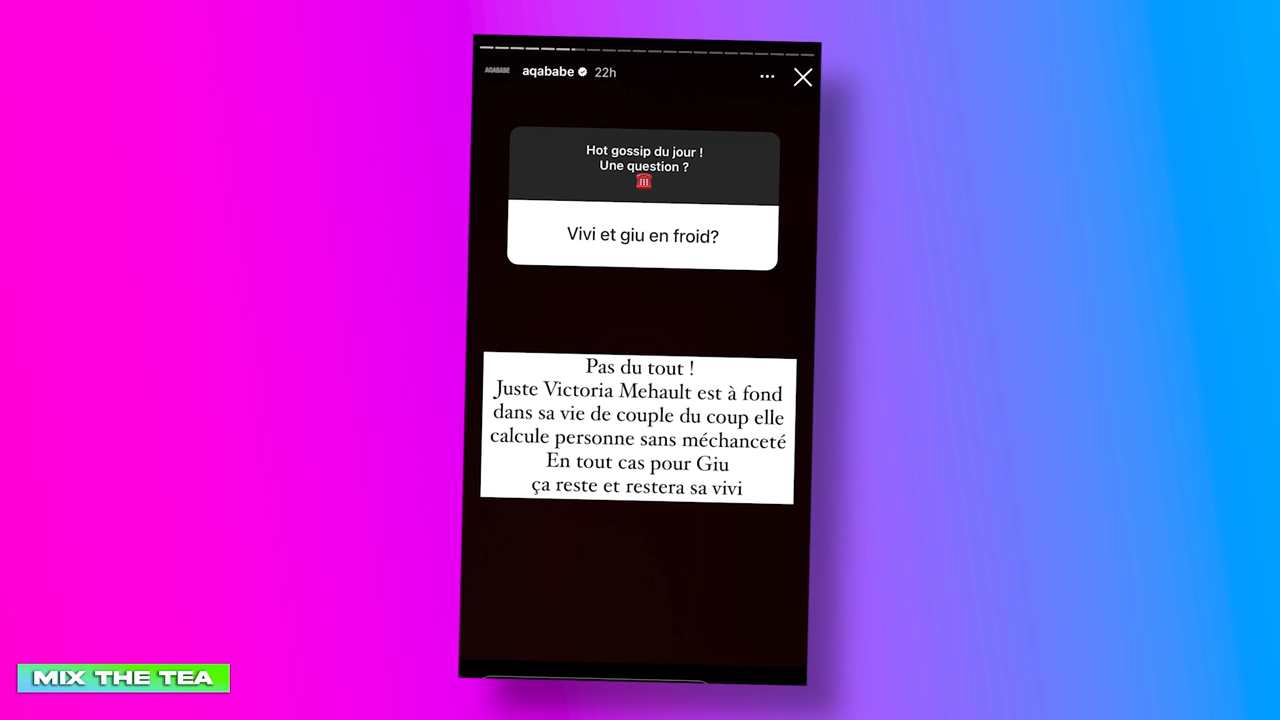 AQABABE
aqababe 22h
Hot gossip du jour !
Une question ?
Vivi et giu en froid?
Pas du tout !
Juste Victoria Mehault est à fond
dans sa vie de couple du coup elle
calcule personne sans méchanceté
En tout cas pour Giu
ça reste et restera sa vivi
MIX THE TEA